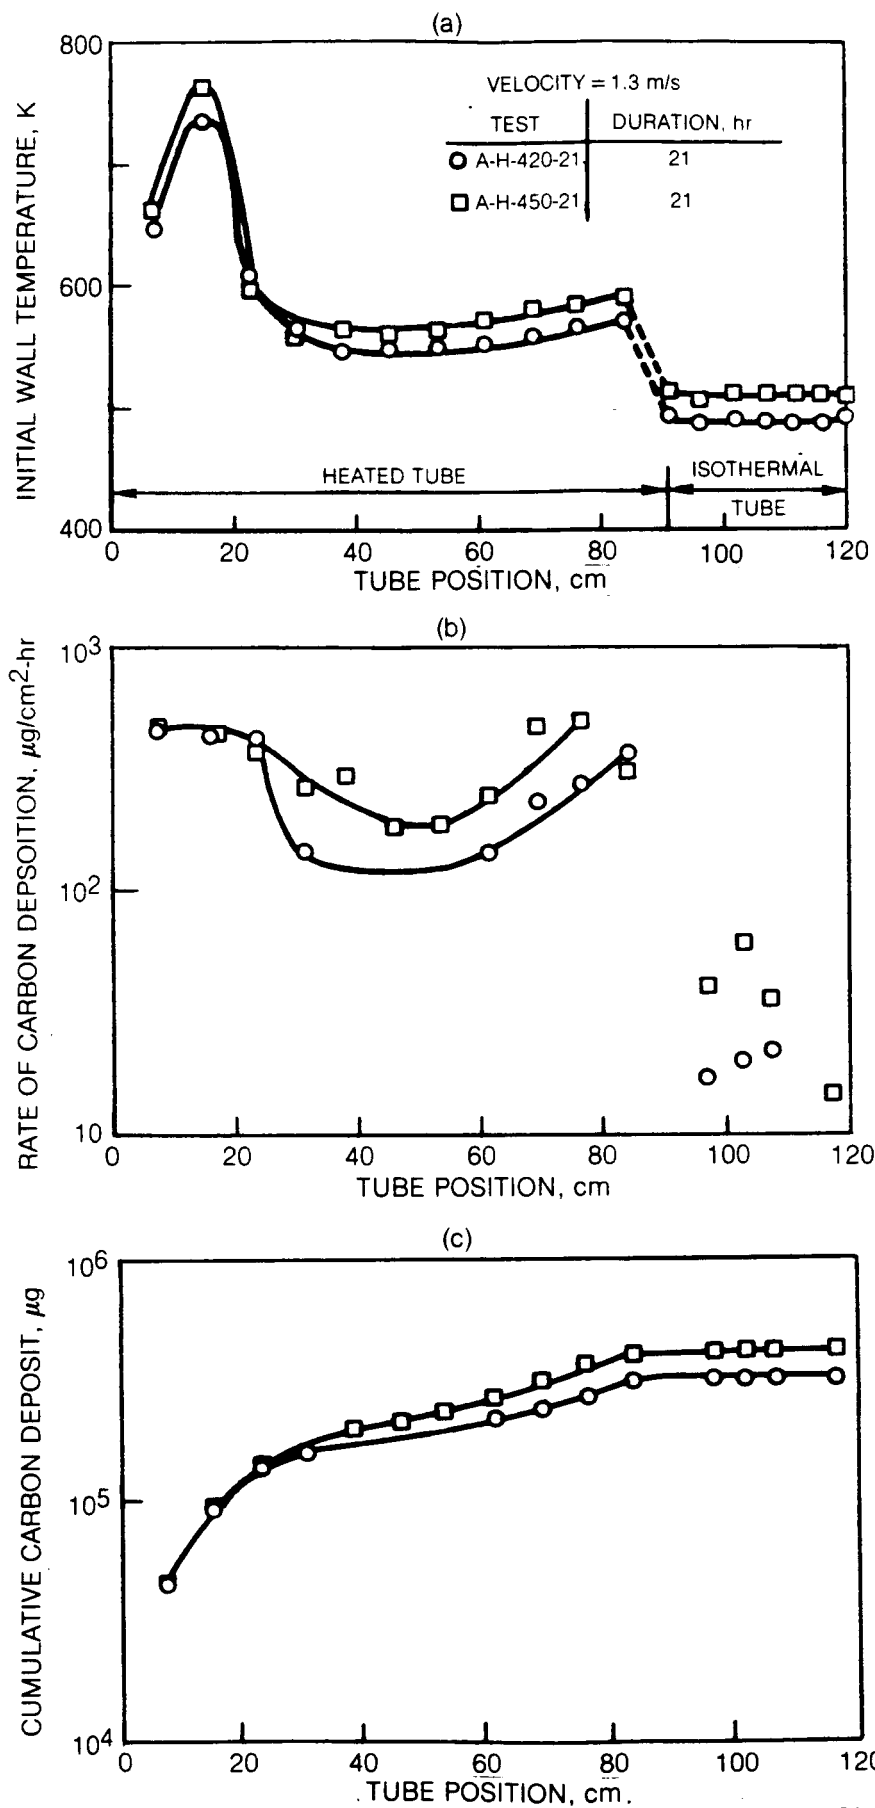 (a)
800
600
400
INITIAL WALL TEMPERATURE, K
VELOCITY = 1.3 m/s
TEST DURATION, hr
A-H-420-21 21
A-H-450-21 21
HEATED TUBE
ISOTHERMAL
TUBE
0 20 40 60 80 100 120
TUBE POSITION, cm
(b)
10³
10²
10
RATE OF CARBON DEPSOITION, µg/cm²-hr
0 20 40 60 80 100 120
TUBE POSITION, cm
(c)
10⁶
10⁵
10⁴
CUMULATIVE CARBON DEPOSIT, µg
0 20 40 60 80 100 120
TUBE POSITION, cm